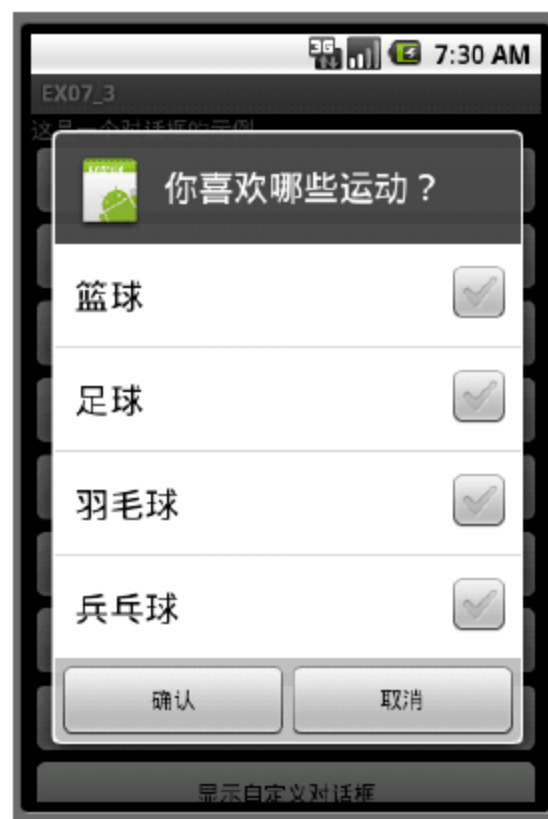 3G 7:30 AM
EX07_3
这是一个对话框的示例
你喜欢哪些运动？
篮球
足球
羽毛球
兵乓球
确认
取消
显示自定义对话框